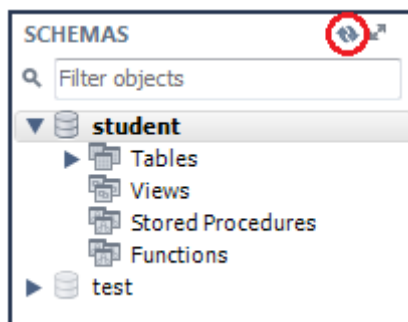 SCHEMAS
Filter objects
student
Tables
Views
Stored Procedures
Functions
test